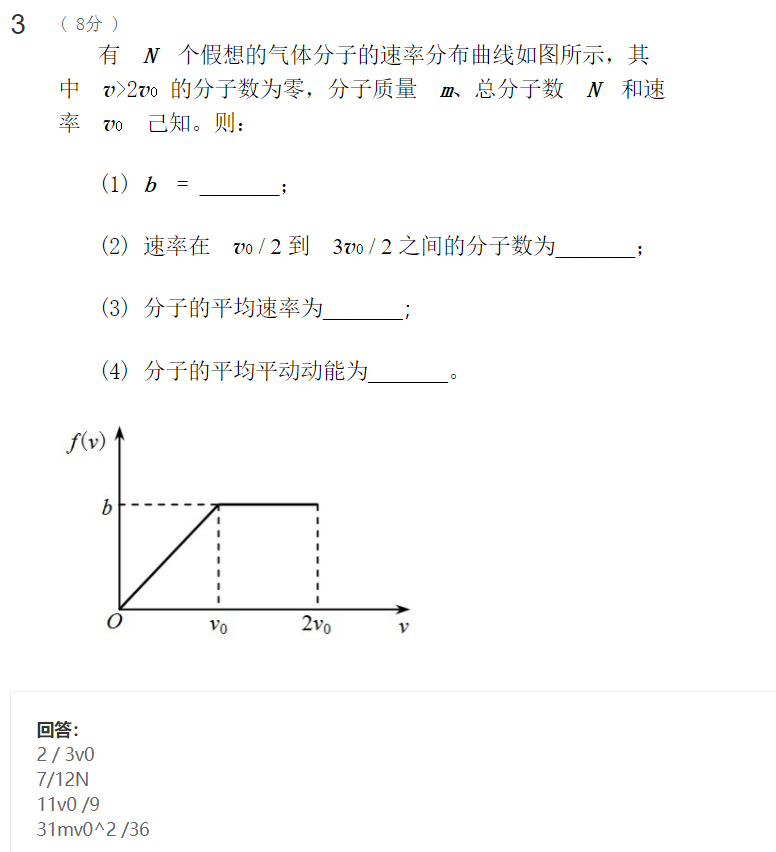 3 （ 8分 ）
有 N 个假想的气体分子的速率分布曲线如图所示，其
中 v>2v₀ 的分子数为零，分子质量 m、总分子数 N 和速
率 v₀ 己知。则：
(1) b = ________；
(2) 速率在 v₀ / 2 到 3v₀ / 2 之间的分子数为________；
(3) 分子的平均速率为________；
(4) 分子的平均平动动能为________。
f(v)
b
O v₀ 2v₀ v
回答：
2 / 3v0
7/12N
11v0 /9
31mv0^2 /36